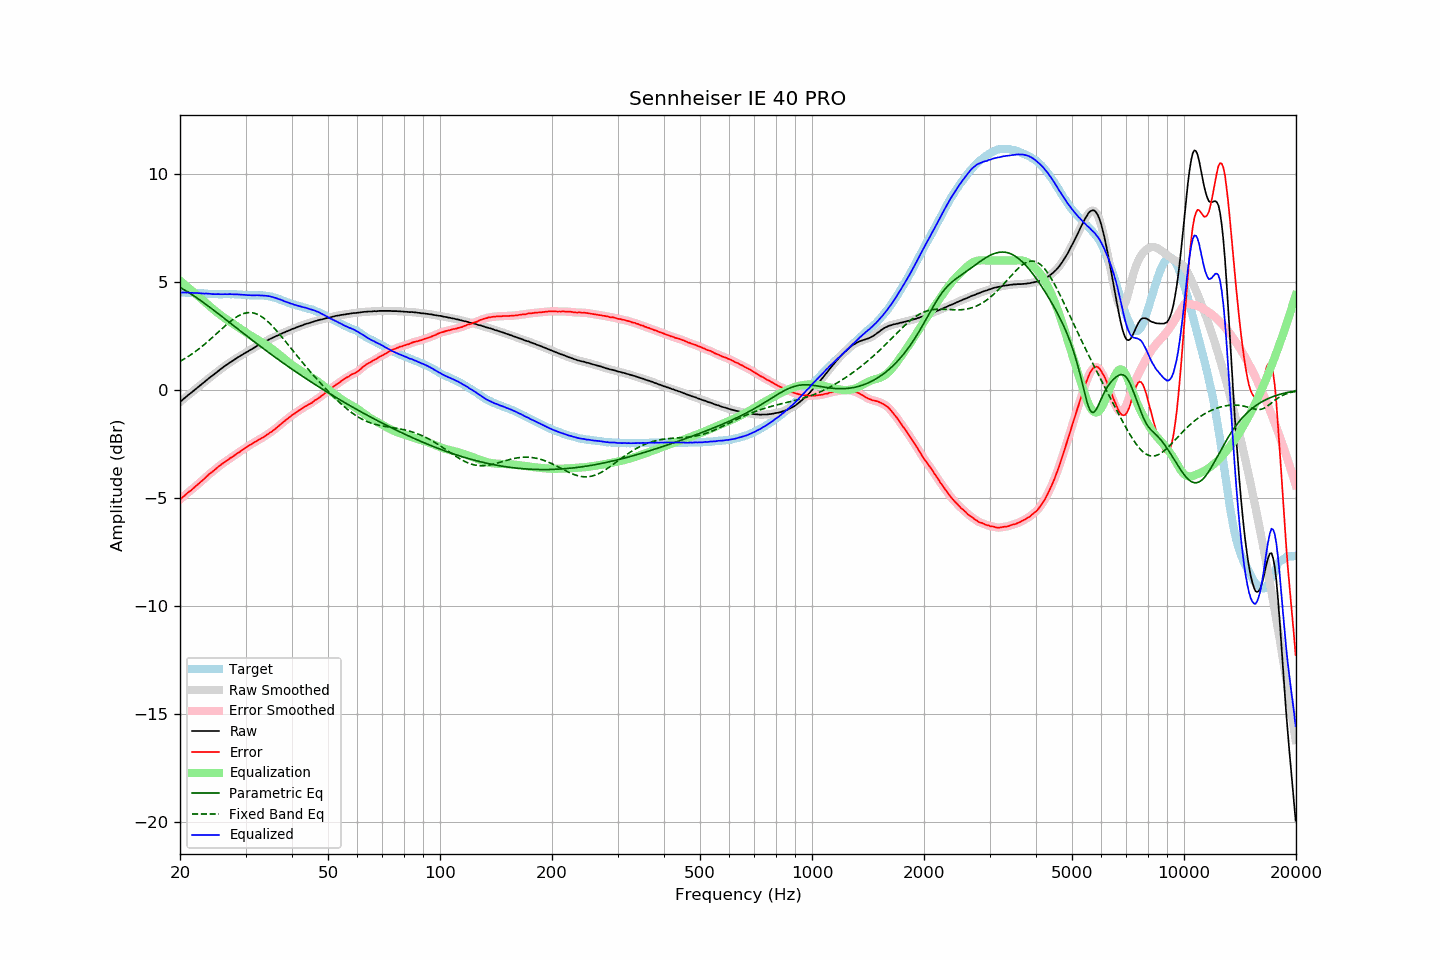 Sennheiser IE 40 PRO
Amplitude (dBr)
10
5
0
−5
−10
−15
−20
Target
Raw Smoothed
Error Smoothed
Raw
Error
Equalization
Parametric Eq
Fixed Band Eq
Equalized
20 50 100 200 500 1000 2000 5000 10000 20000
Frequency (Hz)